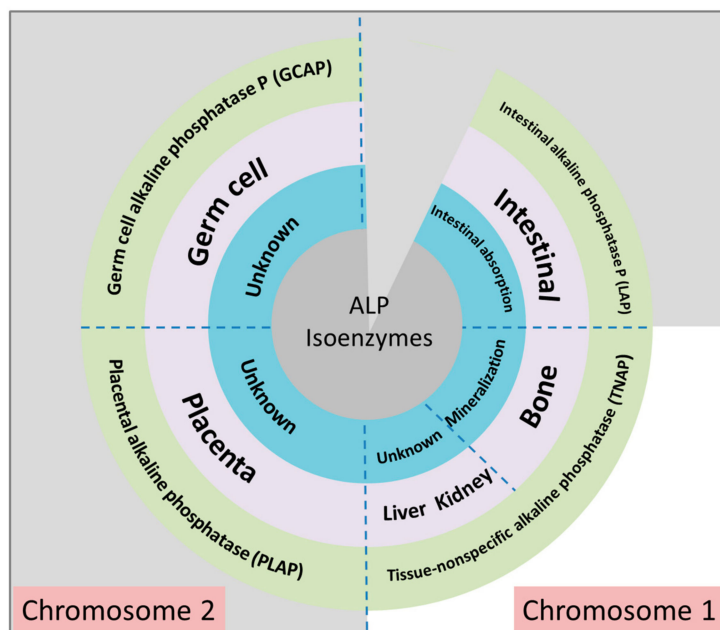 Germ cell alkaline phosphatase P (GCAP)
Germ cell
Unknown
Intestinal alkaline phosphatase P (LAP)
Intestinal
Intestinal absorption
ALP
Isoenzymes
Placental alkaline phosphatase (PLAP)
Placenta
Unknown
Unknown
Mineralization
Bone
Liver Kidney
Tissue-nonspecific alkaline phosphatase (TNAP)
Chromosome 2
Chromosome 1